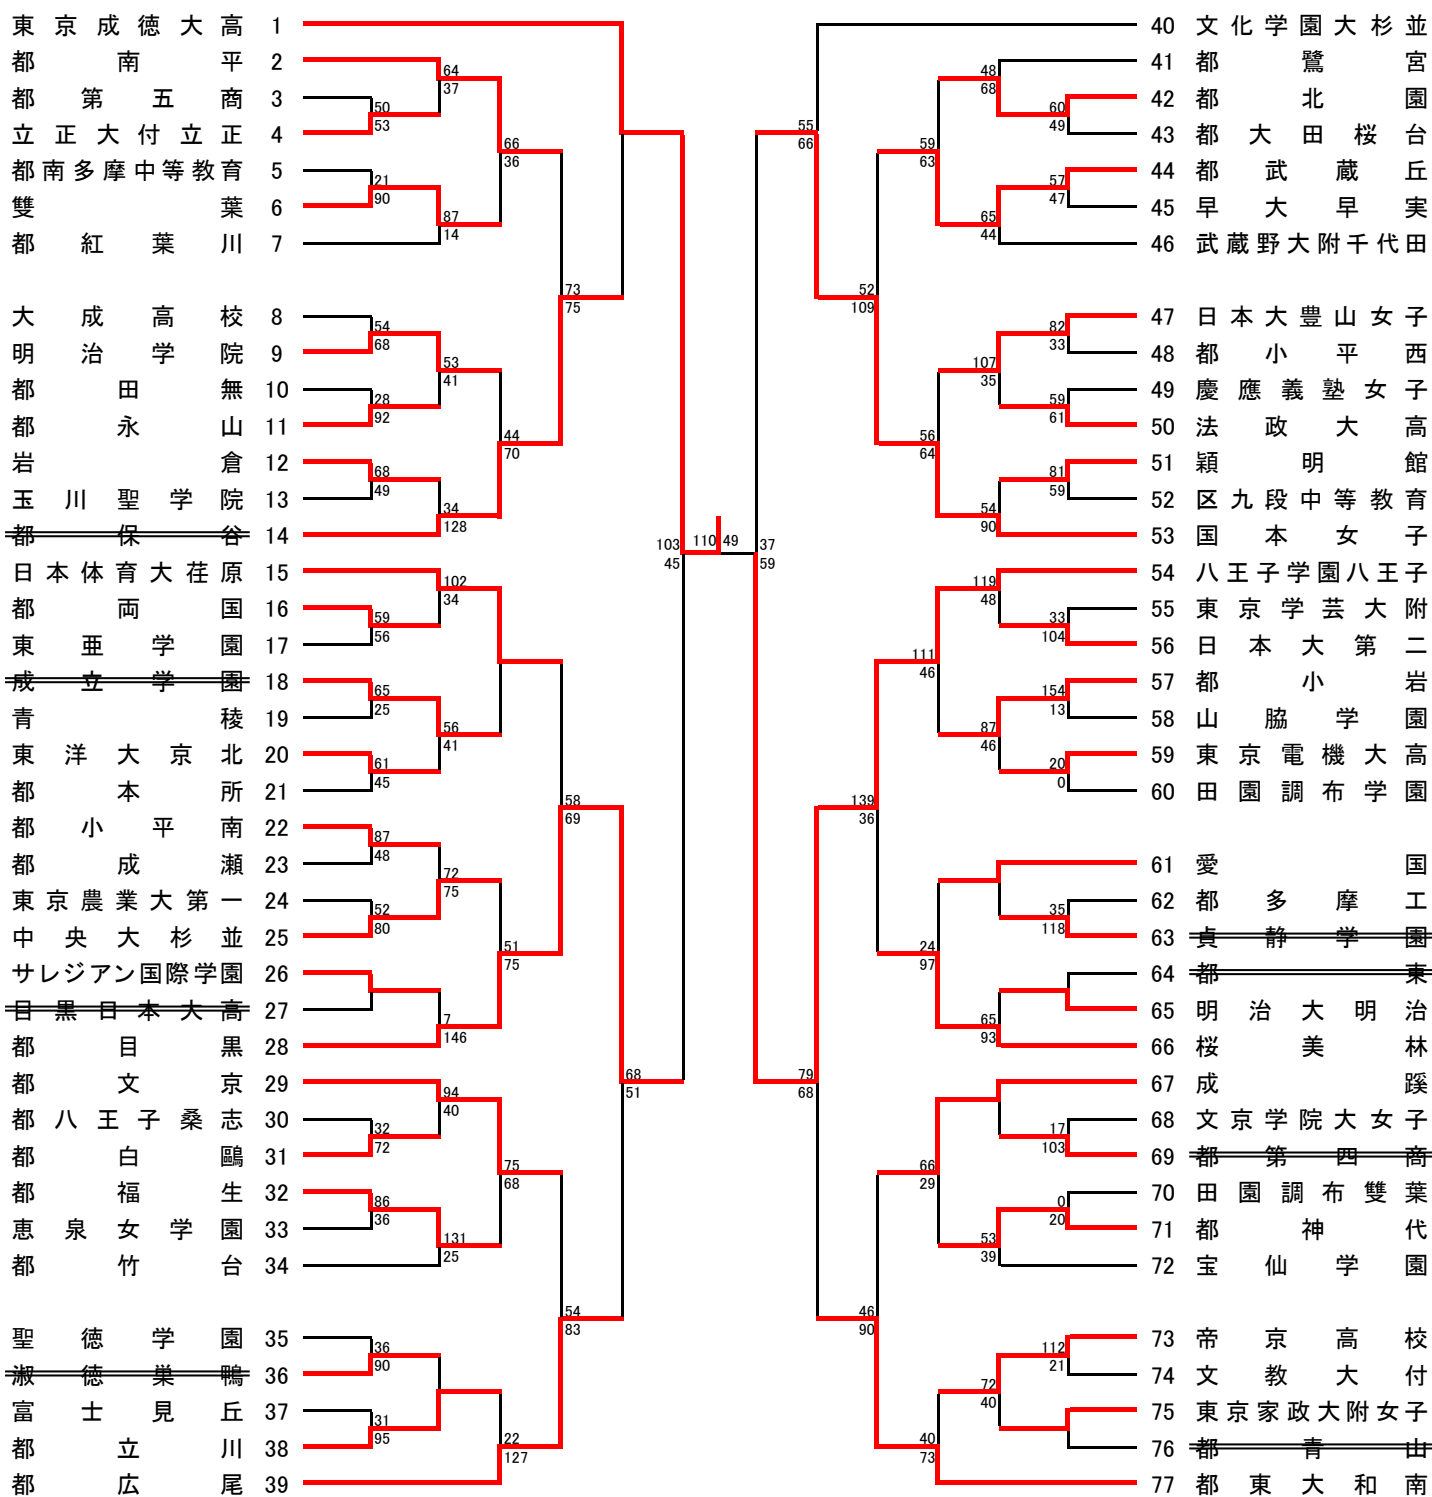 東京成徳大高 1
都南平 2
都第五商 3
立正大付立正 4
都南多摩中等教育 5
雙葉 6
都紅葉川 7
大成高校 8
明治学院 9
都田無 10
都永山 11
岩倉 12
玉川聖学院 13
都保谷 14
日本体育大荏原 15
都両国 16
東亜学園 17
成立学園 18
青稜 19
東洋大京北 20
都本所 21
都小平南 22
都成瀬 23
東京農業大第一 24
中央大杉並 25
サレジアン国際学園 26
目黒日本大高 27
都目黒 28
都文京 29
都八王子桑志 30
都白鷗 31
都福生 32
恵泉女学園 33
都竹台 34
聖徳学園 35
淑徳巣鴨 36
富士見丘 37
都立川 38
都広尾 39
64
37
50
53
66
36
21
90
87
14
73
75
54
68
53
41
28
92
44
70
68
49
34
128
102
34
59
56
65
25
56
41
61
45
58
69
87
48
72
75
52
80
51
75
7
146
68
51
94
40
32
72
75
68
86
36
131
25
54
83
36
90
31
95
22
127
103
45
110 49
37
59
55
66
48
68
60
49
59
63
57
47
65
44
52
109
82
33
107
35
59
61
56
64
81
59
54
90
119
48
33
104
111
46
154
13
87
46
20
0
139
36
35
118
24
97
65
93
79
68
17
103
66
29
0
20
53
39
46
90
112
21
72
40
40
73
40 文化学園大杉並
41 都鷺宮
42 都北園
43 都大田桜台
44 都武蔵丘
45 早大早実
46 武蔵野大附千代田
47 日本大豊山女子
48 都小平西
49 慶應義塾女子
50 法政大高
51 穎明館
52 区九段中等教育
53 国本女子
54 八王子学園八王子
55 東京学芸大附
56 日本大第二
57 都小岩
58 山脇学園
59 東京電機大高
60 田園調布学園
61 愛国
62 都多摩工
63 貞静学園
64 都東
65 明治大明治
66 桜美林
67 成蹊
68 文京学院大女子
69 都第四商
70 田園調布雙葉
71 都神代
72 宝仙学園
73 帝京高校
74 文教大付
75 東京家政大附女子
76 都青山
77 都東大和南